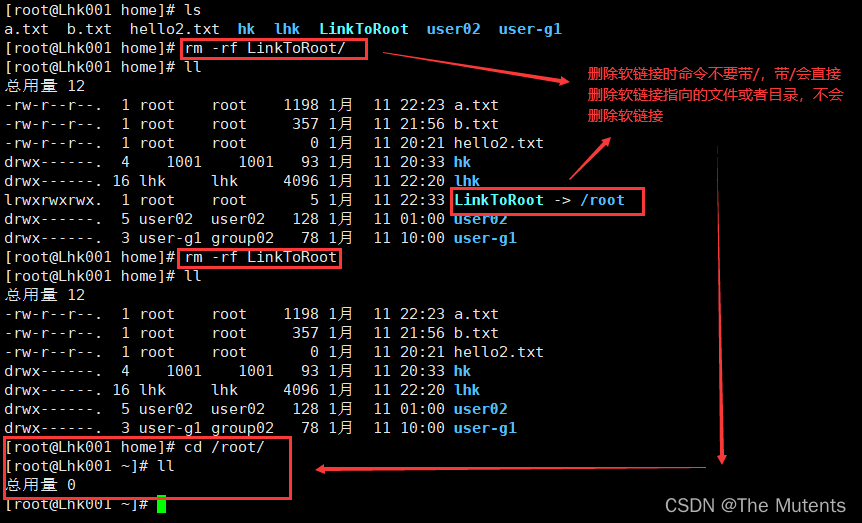 [root@Lhk001 home]# ls
a.txt b.txt hello2.txt hk lhk LinkToRoot user02 user-g1
[root@Lhk001 home]# rm -rf LinkToRoot/
[root@Lhk001 home]# ll
总用量 12
-rw-r--r--. 1 root root 1198 1月 11 22:23 a.txt
-rw-r--r--. 1 root root 357 1月 11 21:56 b.txt
-rw-r--r--. 1 root root 0 1月 11 20:21 hello2.txt
drwx------. 4 1001 1001 93 1月 11 20:33 hk
drwx------. 16 lhk lhk 4096 1月 11 22:20 lhk
lrwxrwxrwx. 1 root root 5 1月 11 22:33 LinkToRoot -> /root
drwx------. 5 user02 user02 128 1月 11 01:00 user02
drwx------. 3 user-g1 group02 78 1月 11 10:00 user-g1
[root@Lhk001 home]# rm -rf LinkToRoot
[root@Lhk001 home]# ll
总用量 12
-rw-r--r--. 1 root root 1198 1月 11 22:23 a.txt
-rw-r--r--. 1 root root 357 1月 11 21:56 b.txt
-rw-r--r--. 1 root root 0 1月 11 20:21 hello2.txt
drwx------. 4 1001 1001 93 1月 11 20:33 hk
drwx------. 16 lhk lhk 4096 1月 11 22:20 lhk
drwx------. 5 user02 user02 128 1月 11 01:00 user02
drwx------. 3 user-g1 group02 78 1月 11 10:00 user-g1
[root@Lhk001 home]# cd /root/
[root@Lhk001 ~]# ll
总用量 0
[root@Lhk001 ~]#
删除软链接时命令不要带/，带/会直接
删除软链接指向的文件或者目录，不会
删除软链接
CSDN @The Mutents